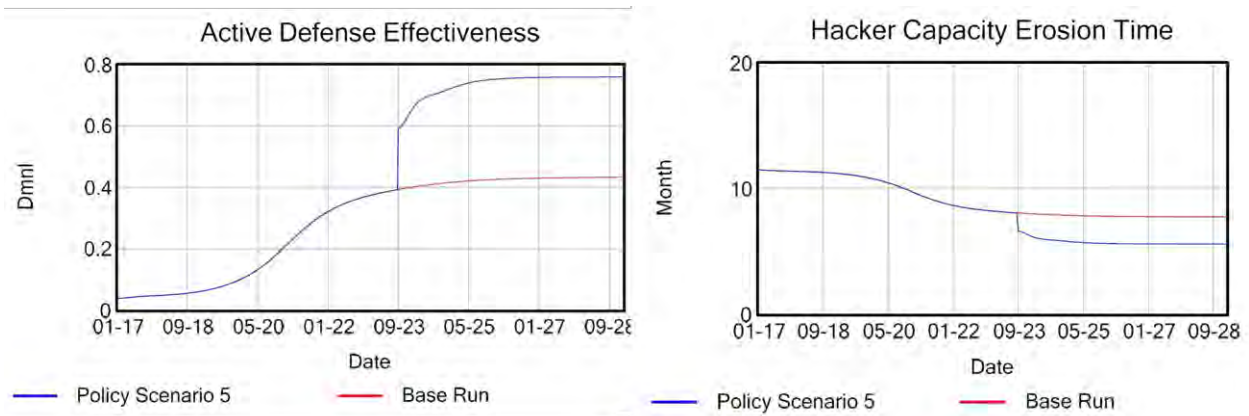 Active Defense Effectiveness
0.8
0.6
0.4
0.2
0
Dmnl
01-17 09-18 05-20 01-22 09-23 05-25 01-27 09-28
Date
Policy Scenario 5 Base Run
Hacker Capacity Erosion Time
20
10
0
Month
01-17 09-18 05-20 01-22 09-23 05-25 01-27 09-28
Date
Policy Scenario 5 Base Run